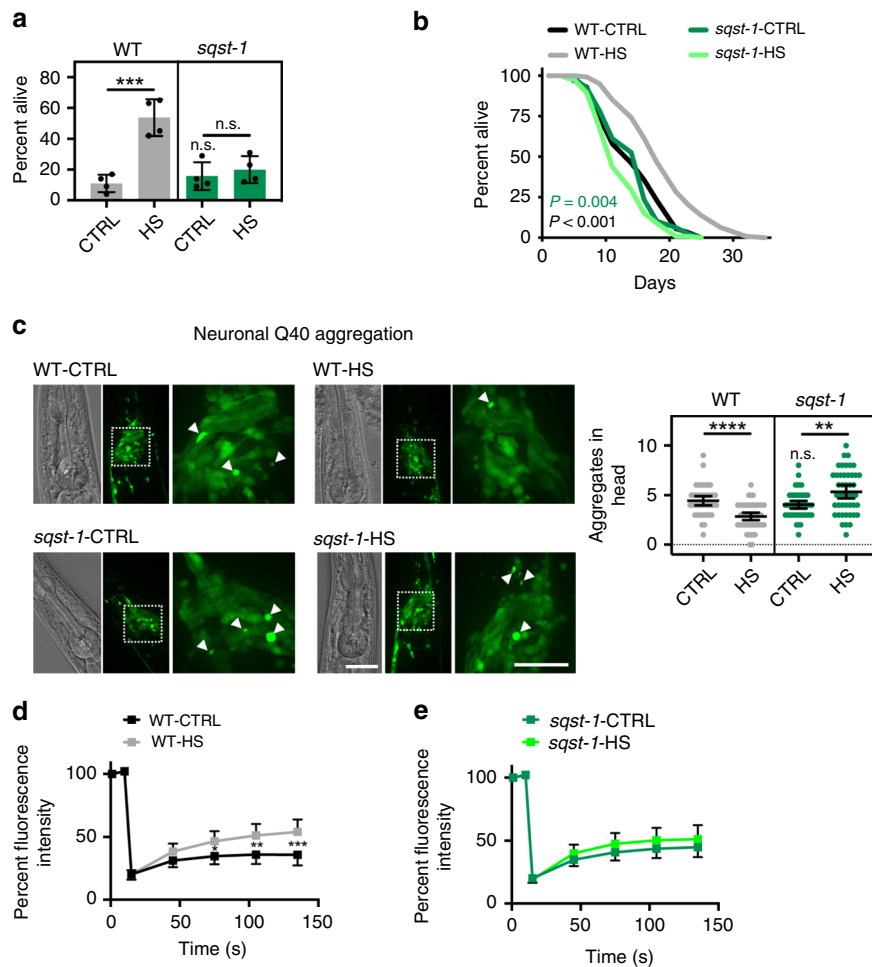 a
WT
sqst-1
Percent alive
80
60
40
20
0
***
n.s.
n.s.
CTRL
HS
CTRL
HS
b
WT-CTRL
sqst-1-CTRL
WT-HS
sqst-1-HS
Percent alive
100
75
50
25
0
P = 0.004
P < 0.001
0
10
20
30
Days
c
Neuronal Q40 aggregation
WT-CTRL
WT-HS
sqst-1-CTRL
sqst-1-HS
WT
sqst-1
Aggregates in
head
10
5
0
****
**
n.s.
CTRL
HS
CTRL
HS
d
WT-CTRL
WT-HS
Percent fluorescence
intensity
100
50
0
*
**
***
0
50
100
150
Time (s)
e
sqst-1-CTRL
sqst-1-HS
Percent fluorescence
intensity
100
50
0
0
50
100
150
Time (s)